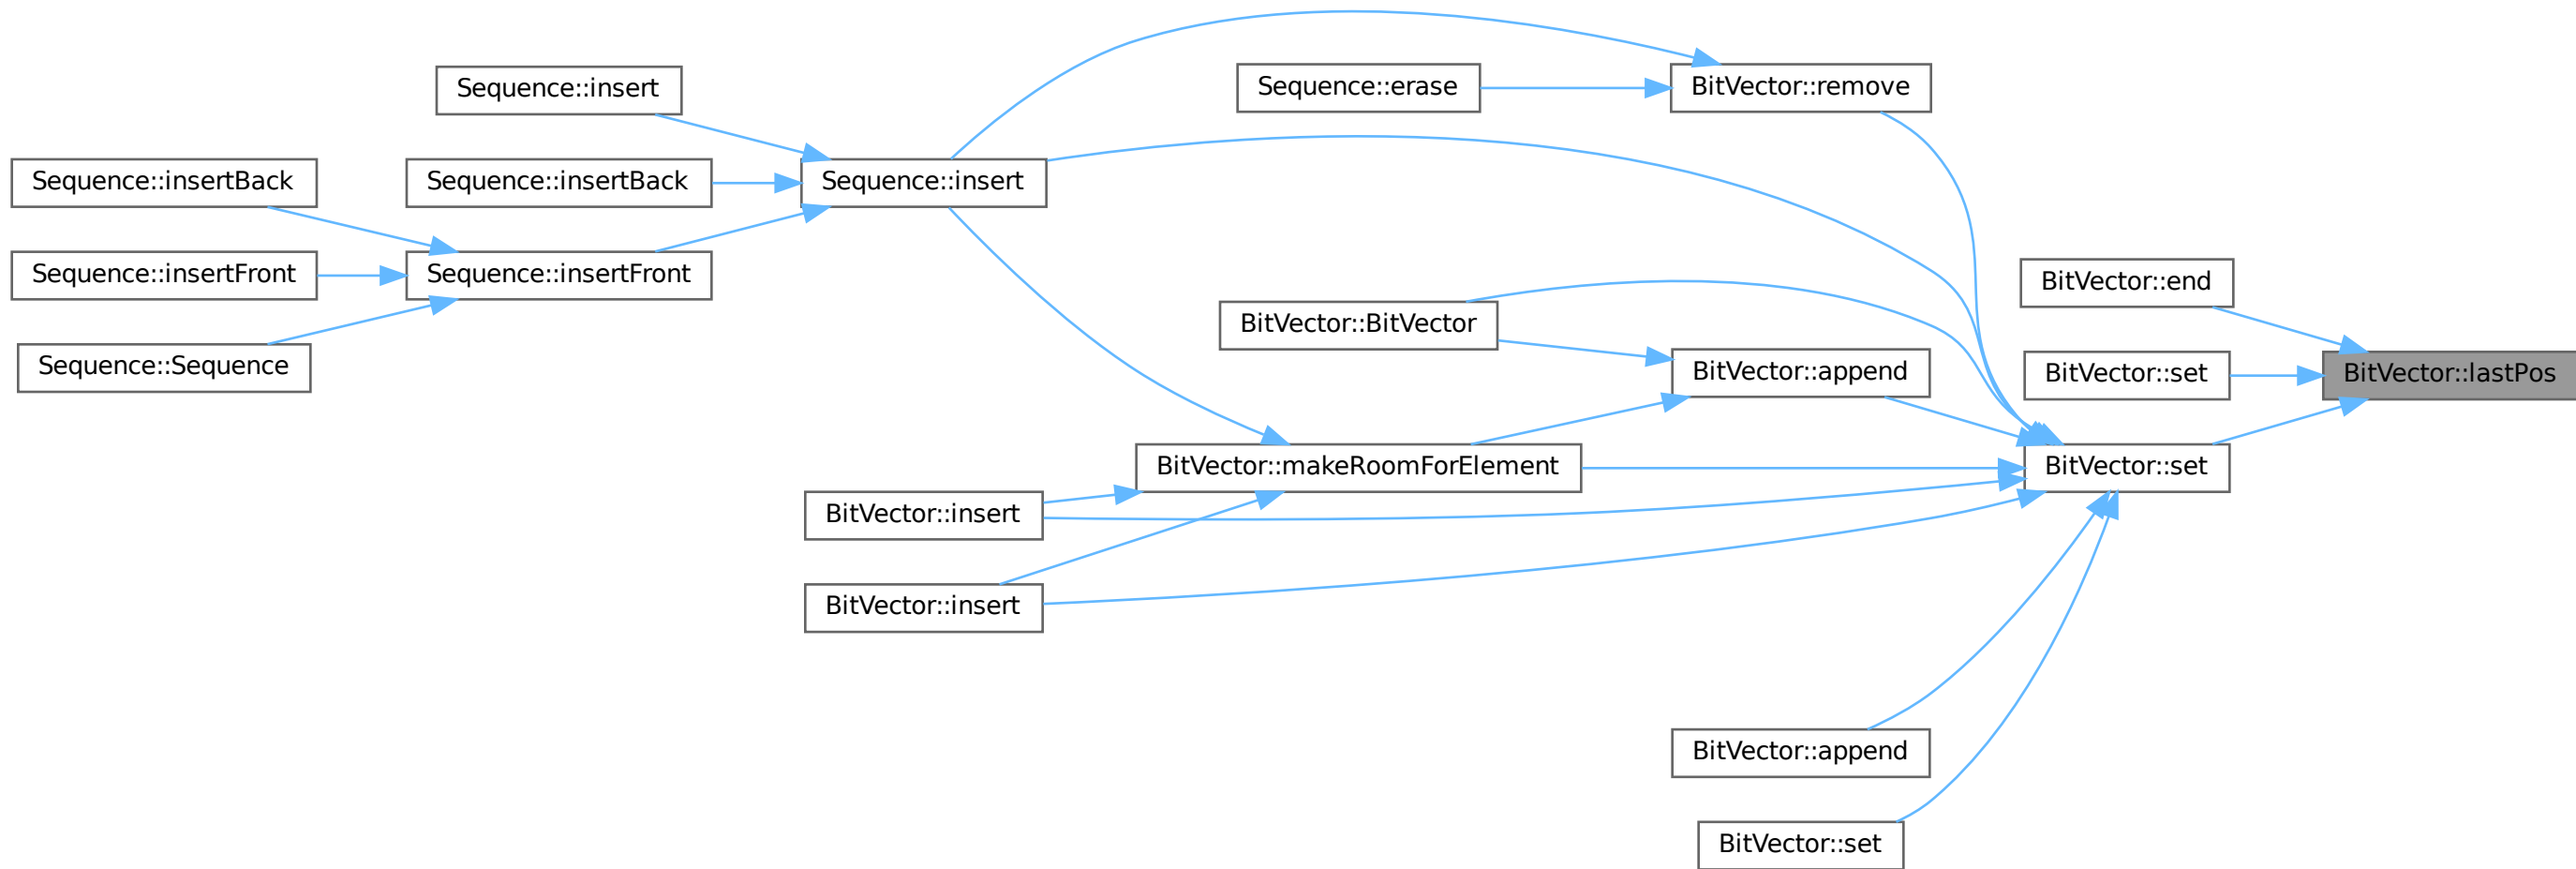 Sequence::insertBack
Sequence::insertFront
Sequence::Sequence
Sequence::insert
Sequence::insertBack
Sequence::insertFront
Sequence::insert
BitVector::insert
BitVector::insert
Sequence::erase
BitVector::BitVector
BitVector::makeRoomForElement
BitVector::remove
BitVector::append
BitVector::append
BitVector::set
BitVector::end
BitVector::set
BitVector::set
BitVector::lastPos